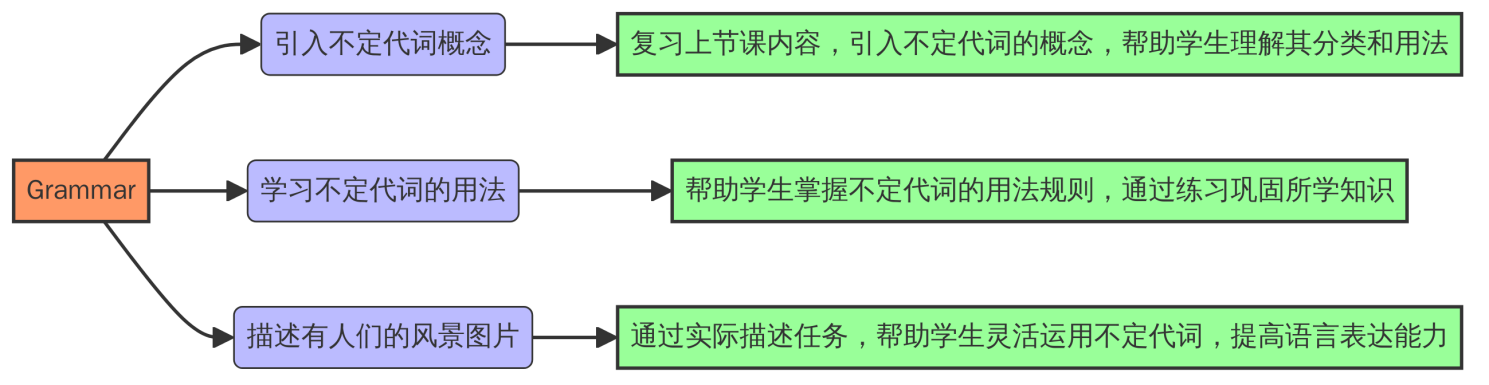 引入不定代词概念
复习上节课内容，引入不定代词的概念，帮助学生理解其分类和用法
Grammar
学习不定代词的用法
帮助学生掌握不定代词的用法规则，通过练习巩固所学知识
描述有人们的风景图片
通过实际描述任务，帮助学生灵活运用不定代词，提高语言表达能力